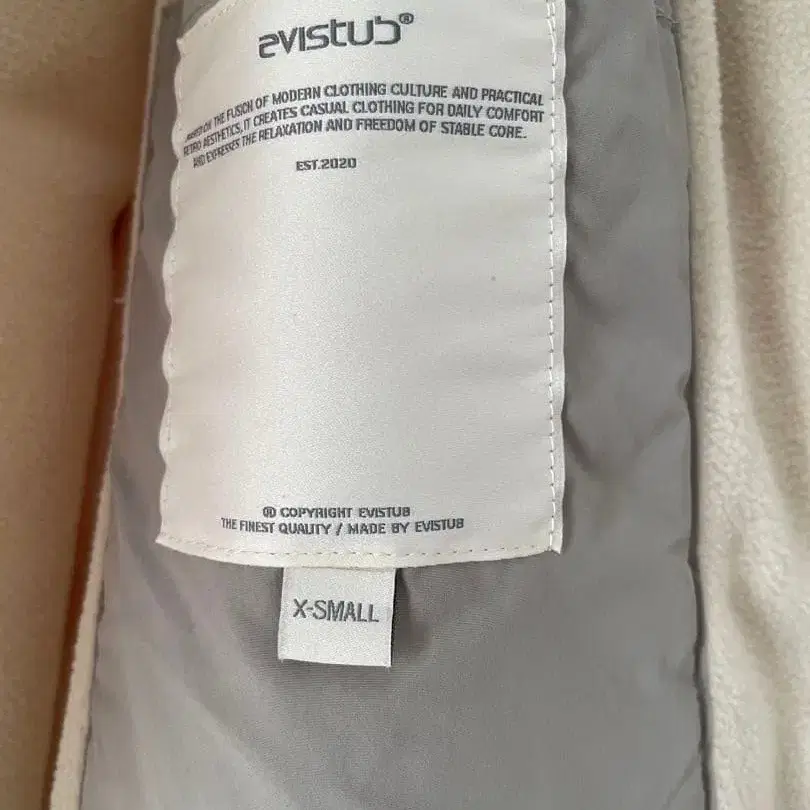 evistub®
BASED ON THE FUSION OF MODERN CLOTHING CULTURE AND PRACTICAL
RETRO AESTHETICS, IT CREATES CASUAL CLOTHING FOR DAILY COMFORT
AND EXPRESSES THE RELAXATION AND FREEDOM OF STABLE CORE.
EST.2020
® COPYRIGHT EVISTUB
THE FINEST QUALITY / MADE BY EVISTUB
X-SMALL